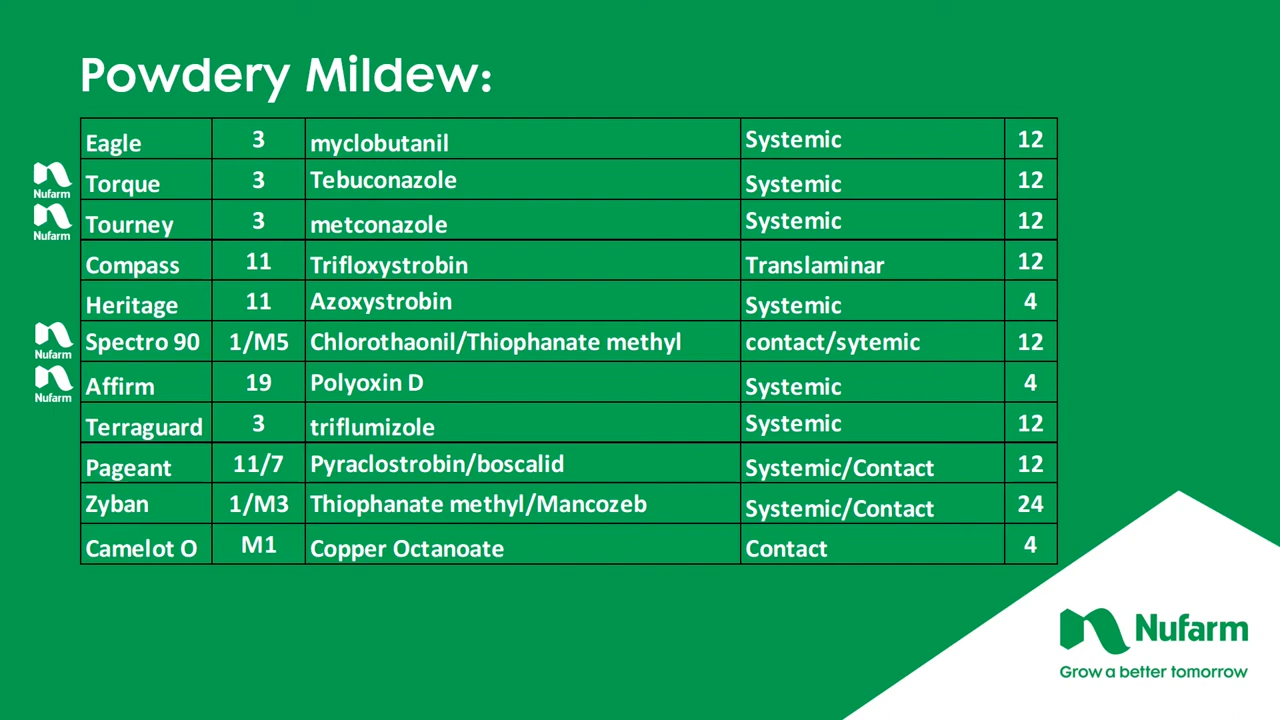 Powdery Mildew:
Eagle 3 myclobutanil Systemic 12
Nufarm Torque 3 Tebuconazole Systemic 12
Nufarm Tourney 3 metconazole Systemic 12
Compass 11 Trifloxystrobin Translaminar 12
Heritage 11 Azoxystrobin Systemic 4
Nufarm Spectro 90 1/M5 Chlorothaonil/Thiophanate methyl contact/sytemic 12
Nufarm Affirm 19 Polyoxin D Systemic 4
Terraguard 3 triflumizole Systemic 12
Pageant 11/7 Pyraclostrobin/boscalid Systemic/Contact 12
Zyban 1/M3 Thiophanate methyl/Mancozeb Systemic/Contact 24
Camelot O M1 Copper Octanoate Contact 4
Nufarm
Grow a better tomorrow